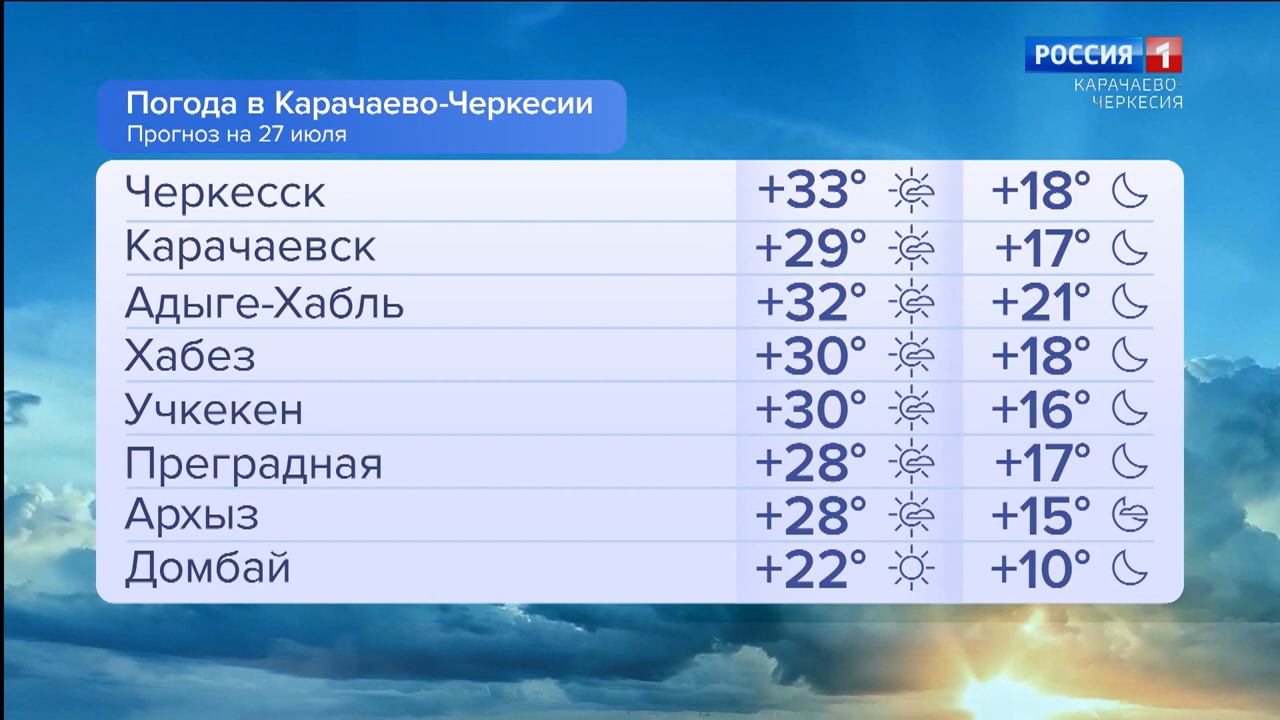 РОССИЯ 1
КАРАЧАЕВО-
ЧЕРКЕСИЯ
Погода в Карачаево-Черкесии
Прогноз на 27 июля
Черкесск +33° +18°
Карачаевск +29° +17°
Адыге-Хабль +32° +21°
Хабез +30° +18°
Учкекен +30° +16°
Преградная +28° +17°
Архыз +28° +15°
Домбай +22° +10°